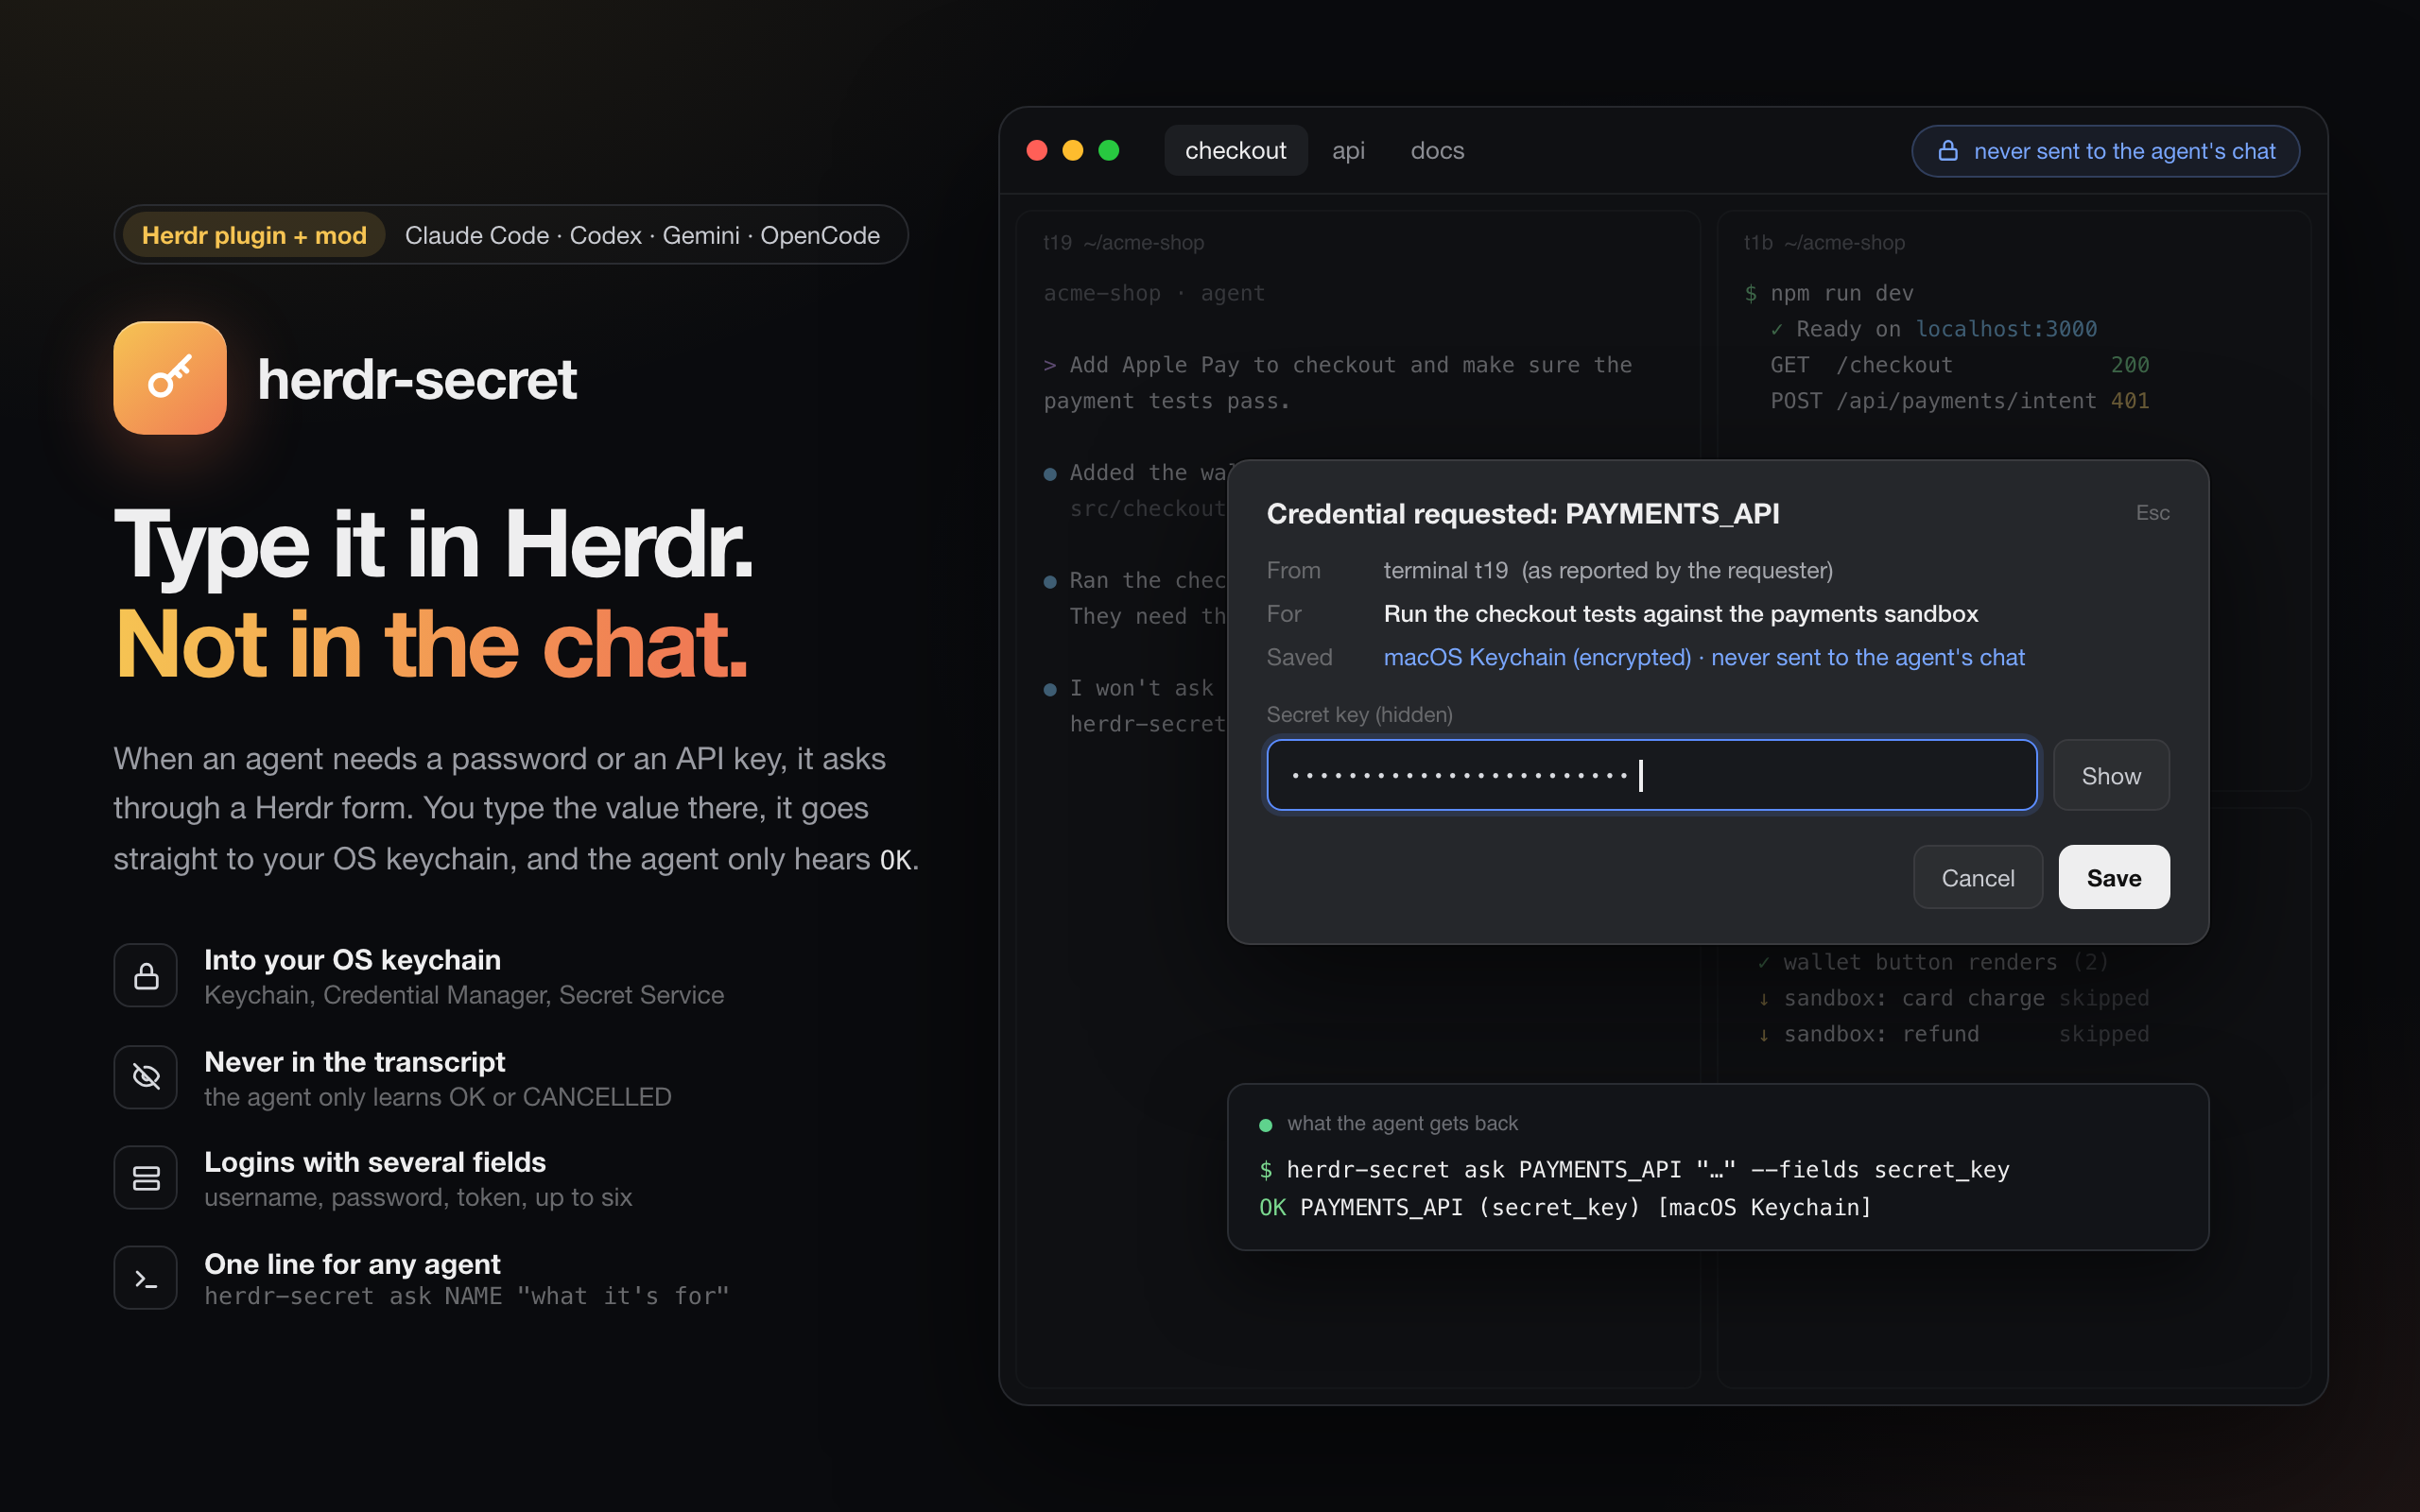 Herdr plugin + mod Claude Code · Codex · Gemini · OpenCode
herdr-secret
Type it in Herdr.
Not in the chat.
When an agent needs a password or an API key, it asks
through a Herdr form. You type the value there, it goes
straight to your OS keychain, and the agent only hears OK.
Into your OS keychain
Keychain, Credential Manager, Secret Service
Never in the transcript
the agent only learns OK or CANCELLED
Logins with several fields
username, password, token, up to six
One line for any agent
herdr-secret ask NAME "what it's for"
checkout api docs
never sent to the agent's chat
t19 ~/acme-shop
acme-shop · agent
> Add Apple Pay to checkout and make sure the
payment tests pass.
Added the
src/checkout
Ran the
They need
I won't ask
herdr-secret
t1b ~/acme-shop
$ npm run dev
✓ Ready on localhost:3000
GET /checkout 200
POST /api/payments/intent 401
Credential requested: PAYMENTS_API Esc
From terminal t19 (as reported by the requester)
For Run the checkout tests against the payments sandbox
Saved macOS Keychain (encrypted) · never sent to the agent's chat
Secret key (hidden)
Show
Cancel Save
✓ wallet button renders (2)
↓ sandbox: card charge skipped
↓ sandbox: refund skipped
what the agent gets back
$ herdr-secret ask PAYMENTS_API "…" --fields secret_key
OK PAYMENTS_API (secret_key) [macOS Keychain]